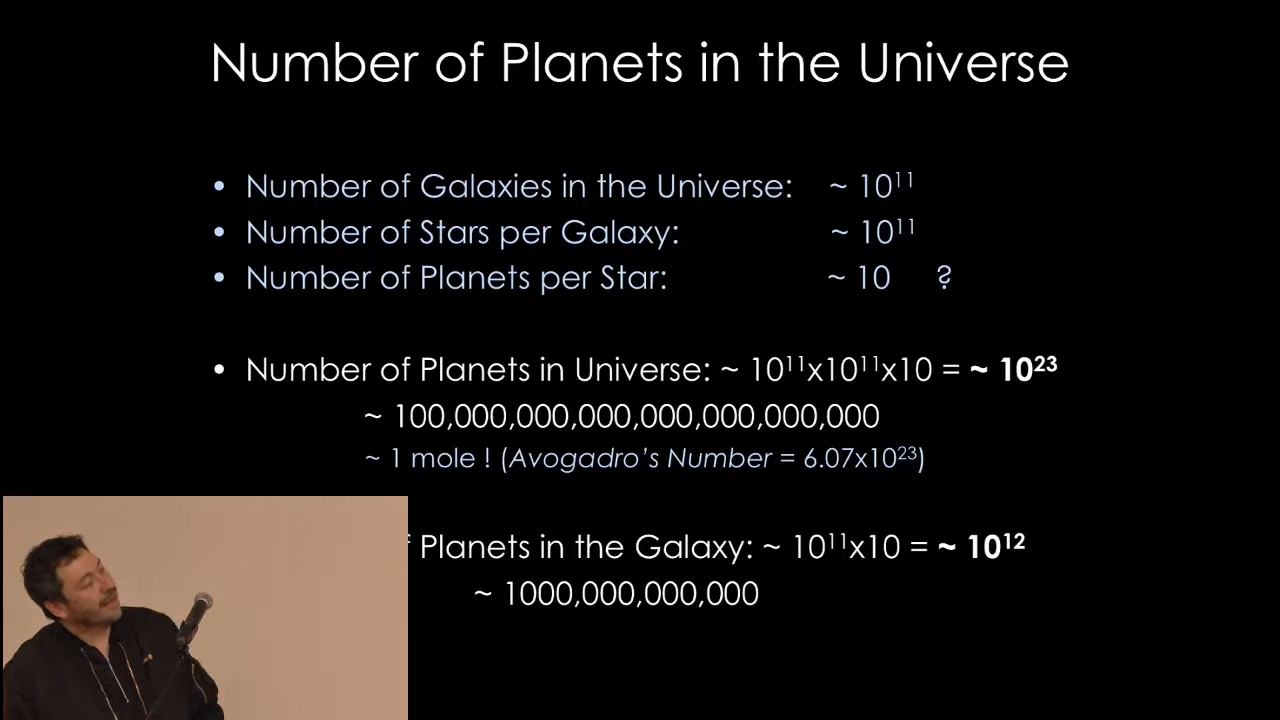 Number of Planets in the Universe
• Number of Galaxies in the Universe: ~ 10¹¹
• Number of Stars per Galaxy: ~ 10¹¹
• Number of Planets per Star: ~ 10 ?
• Number of Planets in Universe: ~ 10¹¹x10¹¹x10 = ~ 10²³
~ 100,000,000,000,000,000,000,000
~ 1 mole ! (Avogadro's Number = 6.07x10²³)
Planets in the Galaxy: ~ 10¹¹x10 = ~ 10¹²
~ 1000,000,000,000